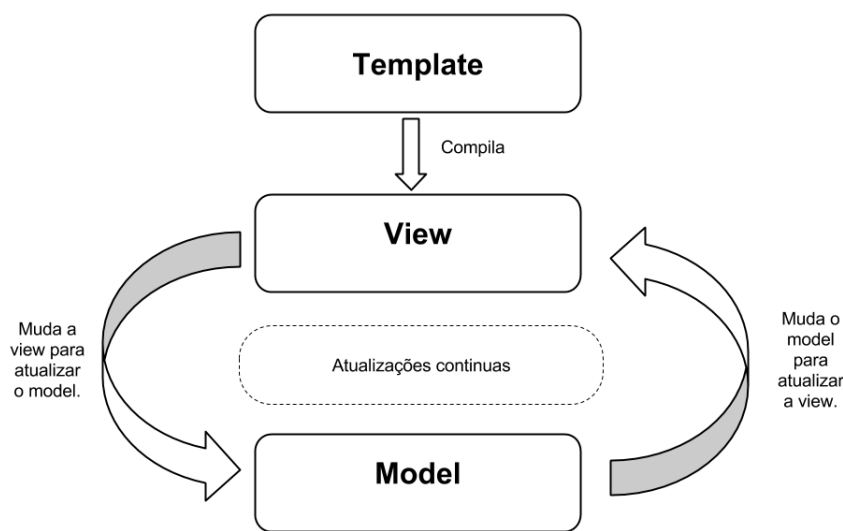 Template
Compila
View
Muda a
view para
atualizar
o model.
Atualizações continuas
Muda o
model
para
atualizar
a view.
Model